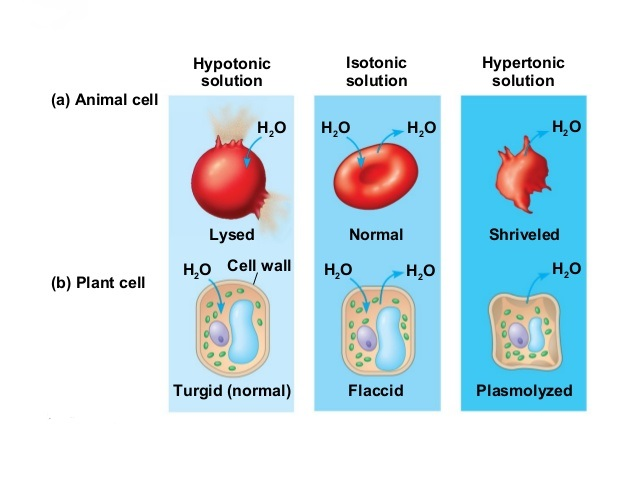 Hypotonic
solution
Isotonic
solution
Hypertonic
solution
(a) Animal cell
H₂O
H₂O
H₂O
H₂O
Lysed
Normal
Shriveled
(b) Plant cell
H₂O
Cell wall
H₂O
H₂O
H₂O
Turgid (normal)
Flaccid
Plasmolyzed